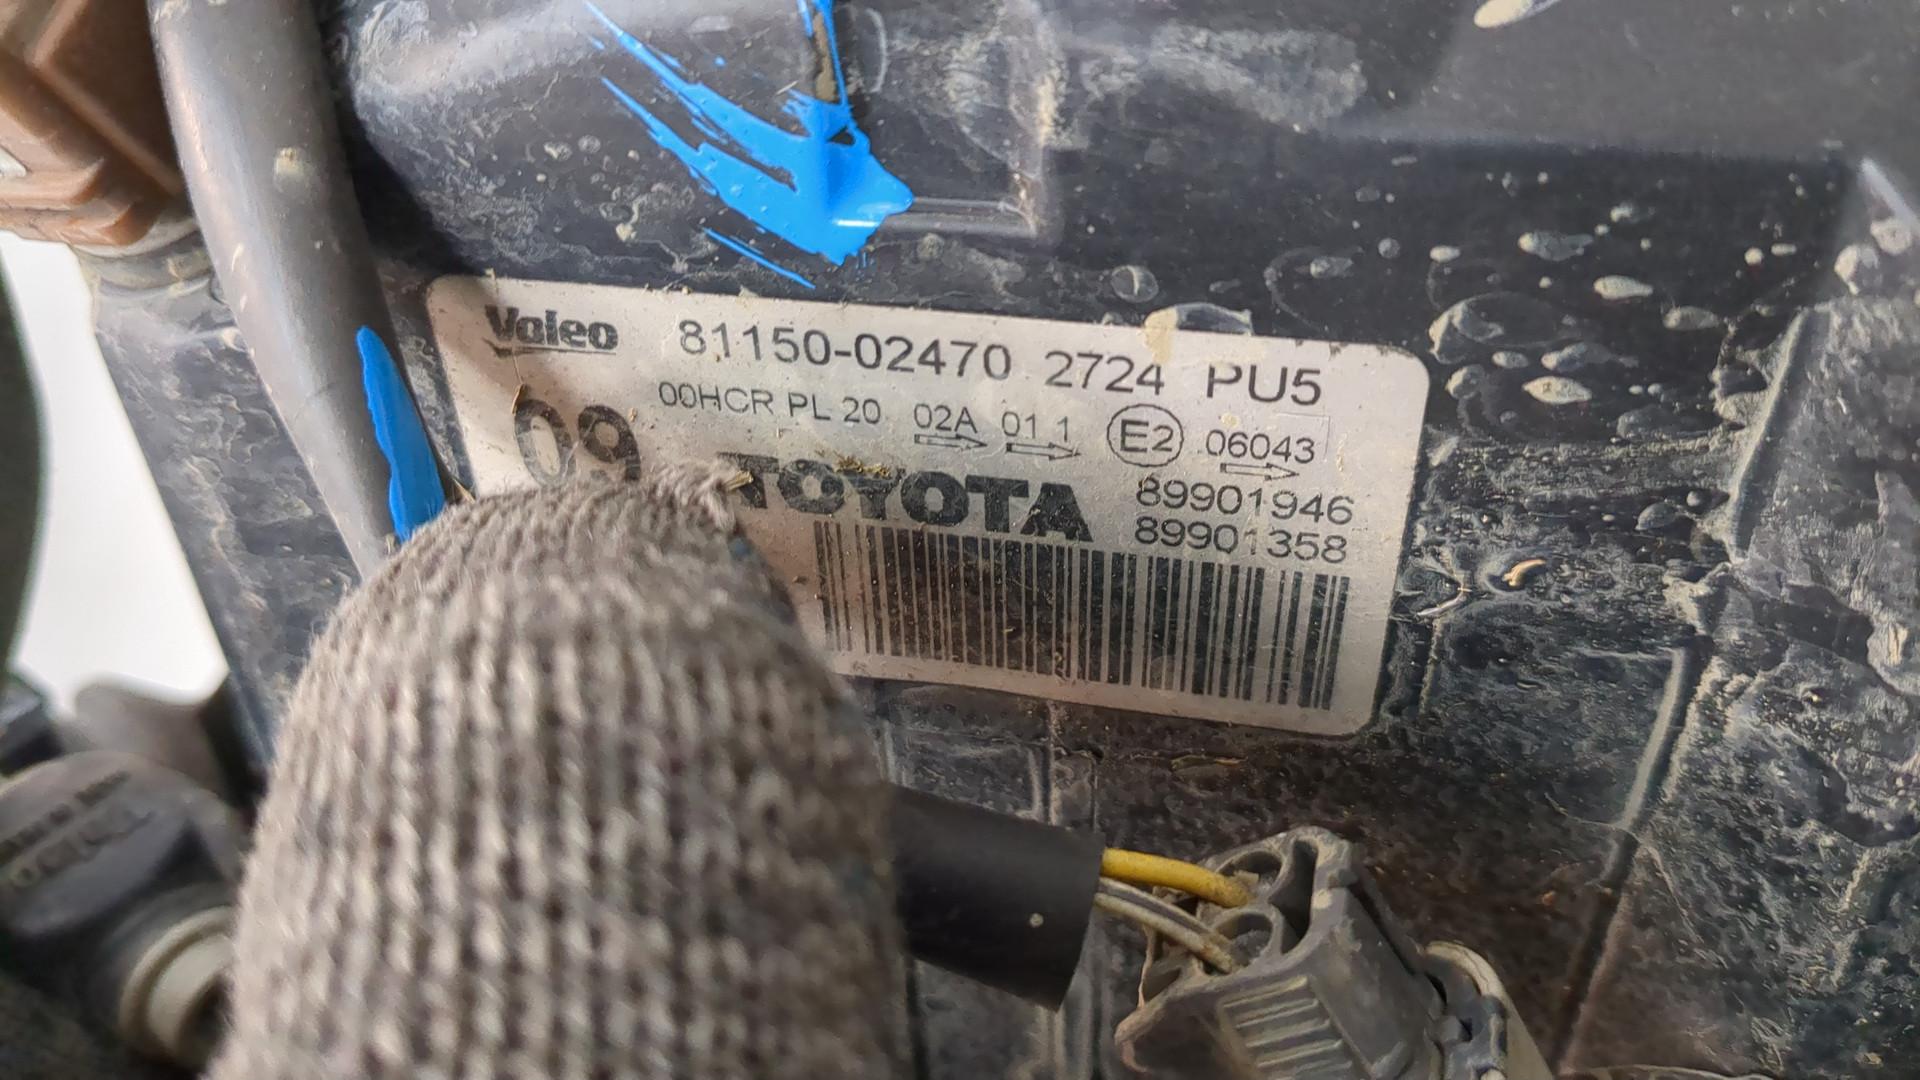 Valeo 81150-02470 2724 PU5
00HCR PL 20 02A 01 1 E2 06043
09 TOYOTA 89901946
89901358